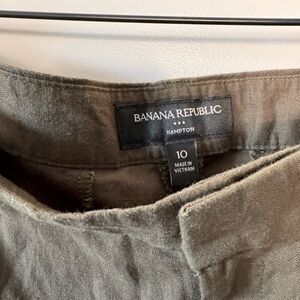 BANANA REPUBLIC
HAMPTON
10
MADE IN
VIETNAM